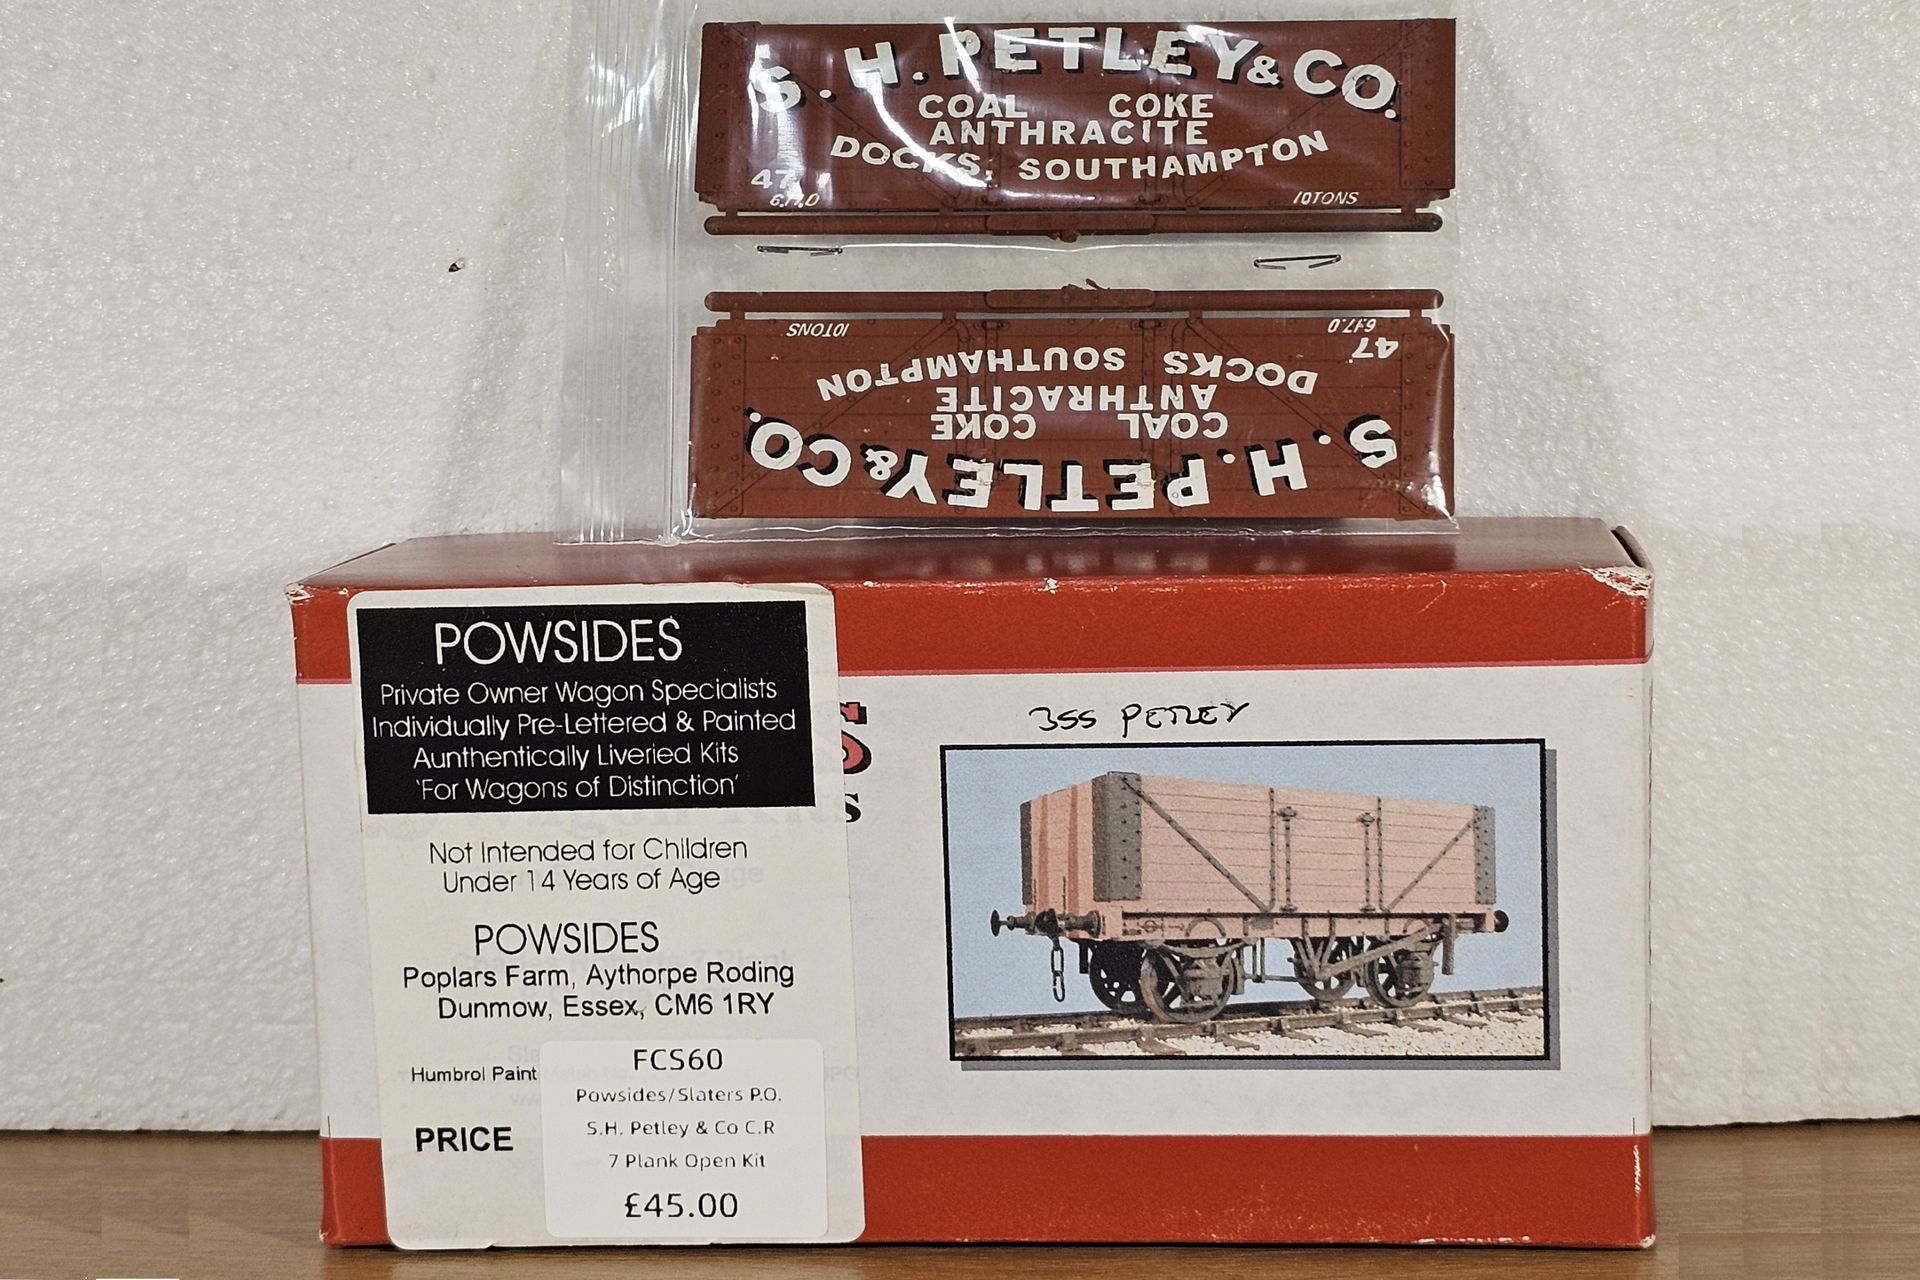 S. H. PETLEY & CO.
COAL COKE
ANTHRACITE
DOCKS, SOUTHAMPTON
47
6.17.0 10TONS
10TONS 6.17.0
47
DOCKS SOUTHAMPTON
ANTHRACITE
COAL COKE
S. H. PETLEY & CO.
POWSIDES
Private Owner Wagon Specialists
Individually Pre-Lettered & Painted
Aunthentically Liveried Kits
'For Wagons of Distinction'
Not Intended for Children
Under 14 Years of Age
POWSIDES
Poplars Farm, Aythorpe Roding
Dunmow, Essex, CM6 1RY
Humbrol Paint
PRICE
FCS60
Powsides/Slaters P.O.
S.H. Petley & Co C.R
7 Plank Open Kit
£45.00
355 PETLEY